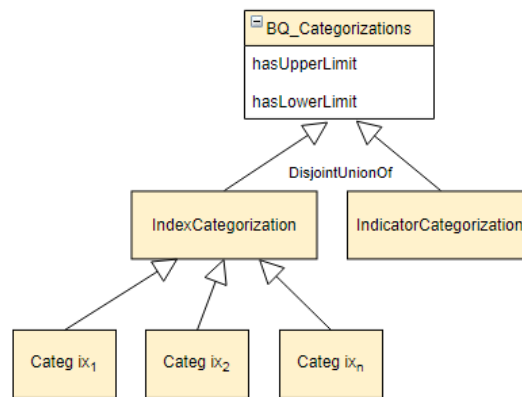 BQ_Categorizations
hasUpperLimit
hasLowerLimit
DisjointUnionOf
IndexCategorization
IndicatorCategorization
Categ ix₁
Categ ix₂
Categ ixₙ